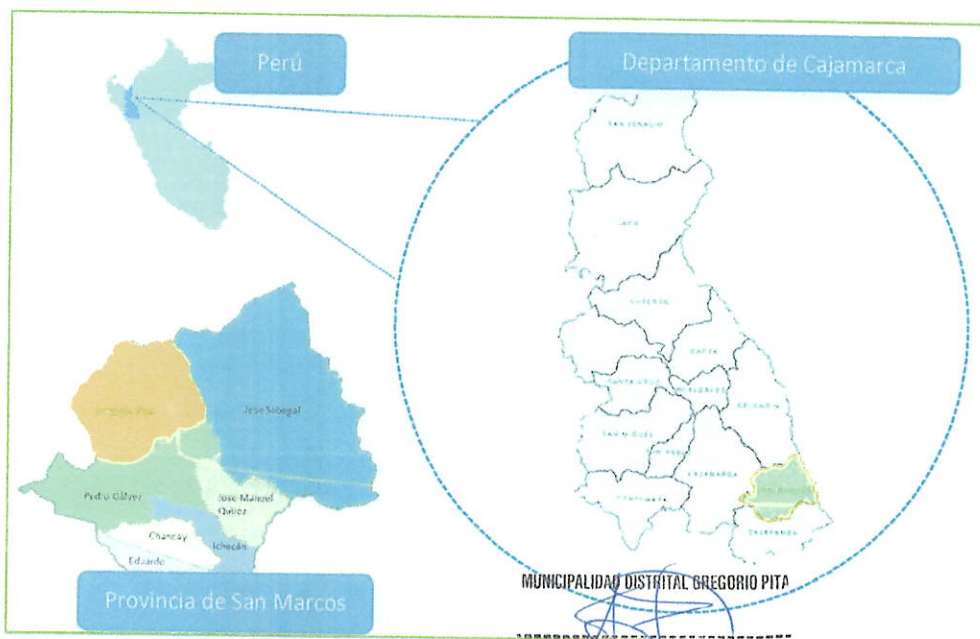 Perú
Departamento de Cajamarca
SAN IGNACIO
JAEN
CUTERVO
CHOTA
SANTA CRUZ
HUALGAYOC
CELENDIN
SAN MIGUEL
SAN PABLO
CAJAMARCA
CONTUMAZA
SAN MARCOS
CAJABAMBA
Gregorio Pita
Jose Sabogal
Pedro Gálvez
Jose Manuel
Quiroz
Chancay
Ichocán
Eduardo
Provincia de San Marcos
MUNICIPALIDAD DISTRITAL GREGORIO PITA